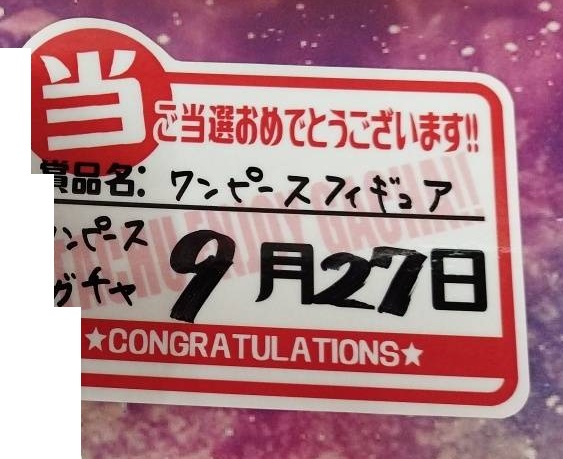 当
ご当選おめでとうございます!!
賞品名: ワンピースフィギュア
ンピース
グチャ
9月27日
★CONGRATULATIONS★